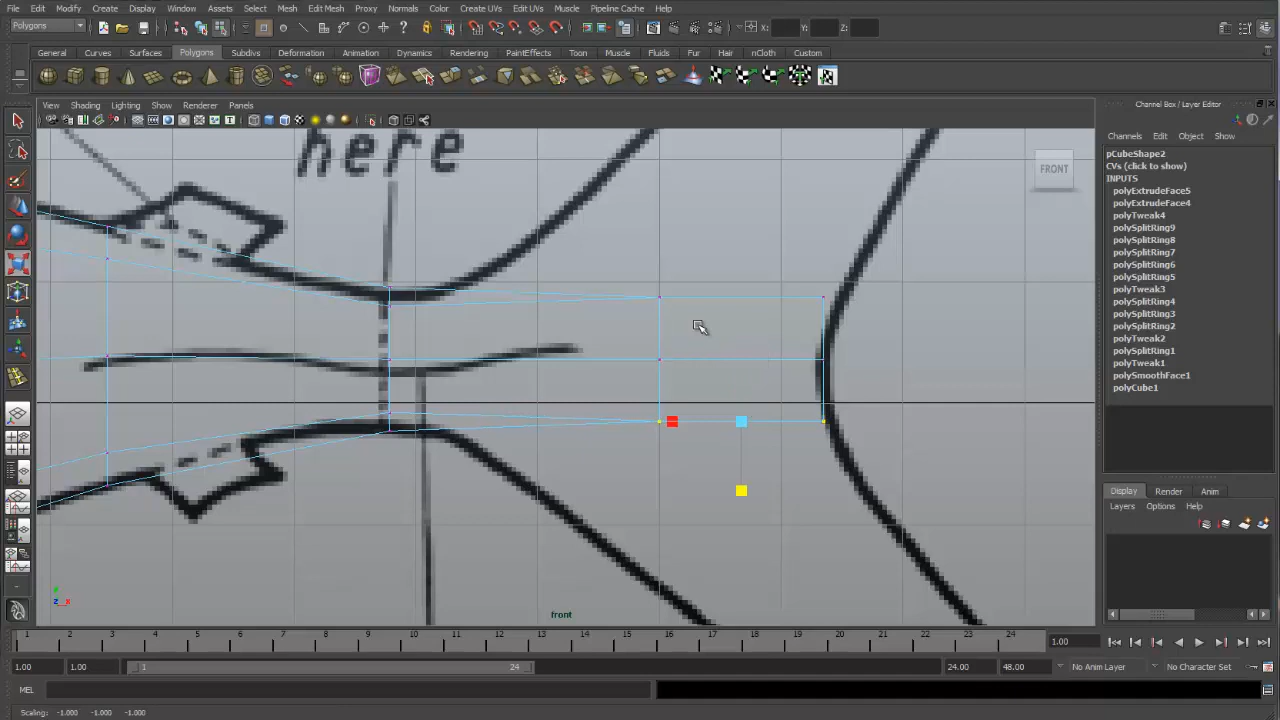 File Edit Modify Create Display Window Assets Select Mesh Edit Mesh Proxy Normals Color Create UVs Edit UVs Muscle Pipeline Cache Help
Polygons X: Y: Z:
General Curves Surfaces Polygons Subdivs Deformation Animation Dynamics Rendering PaintEffects Toon Muscle Fluids Fur Hair nCloth Custom
View Shading Lighting Show Renderer Panels
here
FRONT
front
Channel Box / Layer Editor
Channels Edit Object Show
pCubeShape2
CVs (click to show)
INPUTS
polyExtrudeFace5
polyExtrudeFace4
polyTweak4
polySplitRing9
polySplitRing8
polySplitRing7
polySplitRing6
polySplitRing5
polyTweak3
polySplitRing4
polySplitRing3
polySplitRing2
polyTweak2
polySplitRing1
polyTweak1
polySmoothFace1
polyCube1
Display Render Anim
Layers Options Help
1 2 3 4 5 6 7 8 9 10 11 12 13 14 15 16 17 18 19 20 21 22 23 24 1.00
1.00 1.00 1 24 24.00 48.00 No Anim Layer No Character Set
MEL
Scaling: -1.000 -1.000 -1.000